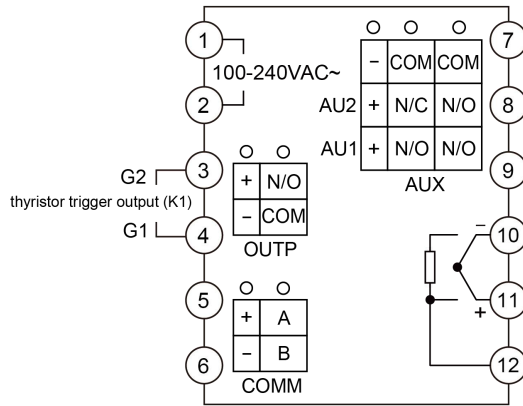 1
7
100-240VAC~
- COM COM
2
AU2 + N/C N/O
8
AU1 + N/O N/O
AUX
3
G2
+ N/O
9
thyristor trigger output (K1)
G1
4
- COM
OUTP
10
-
5
+ A
11
+
6
- B
COMM
12